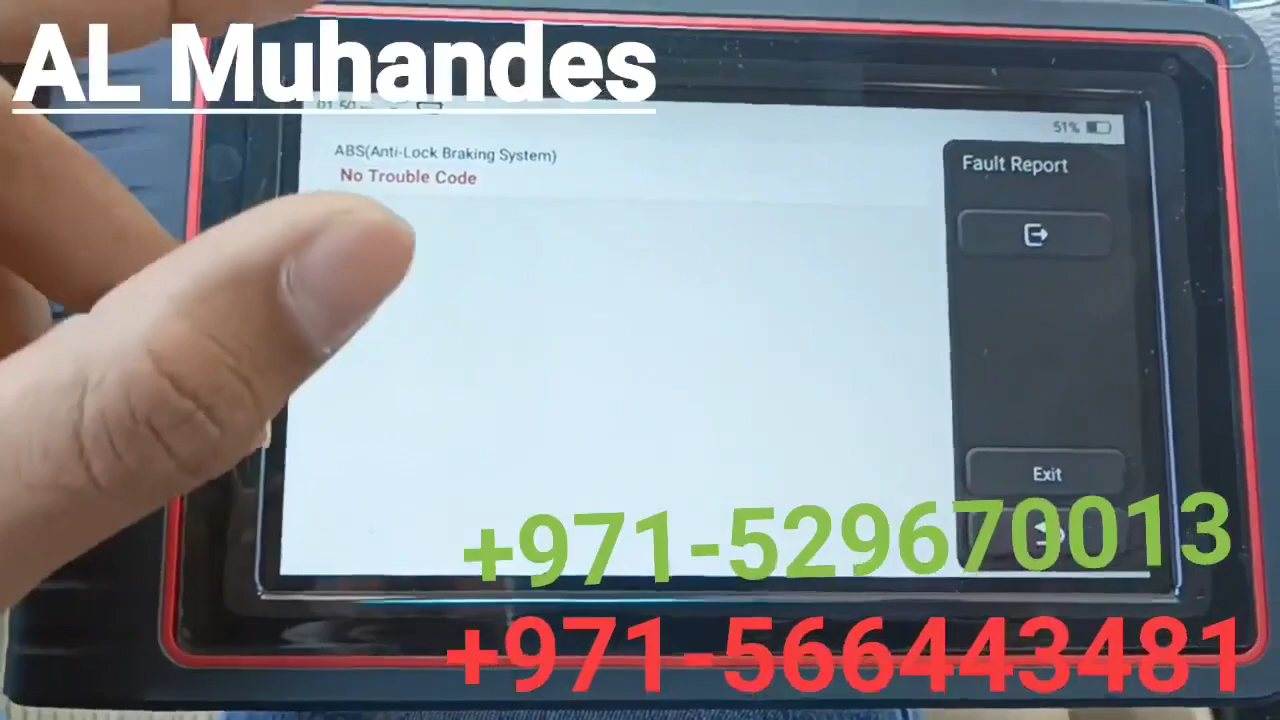 AL Muhandes
51%
ABS(Anti-Lock Braking System)
No Trouble Code
Fault Report
Exit
+971-529670013
+971-566443481